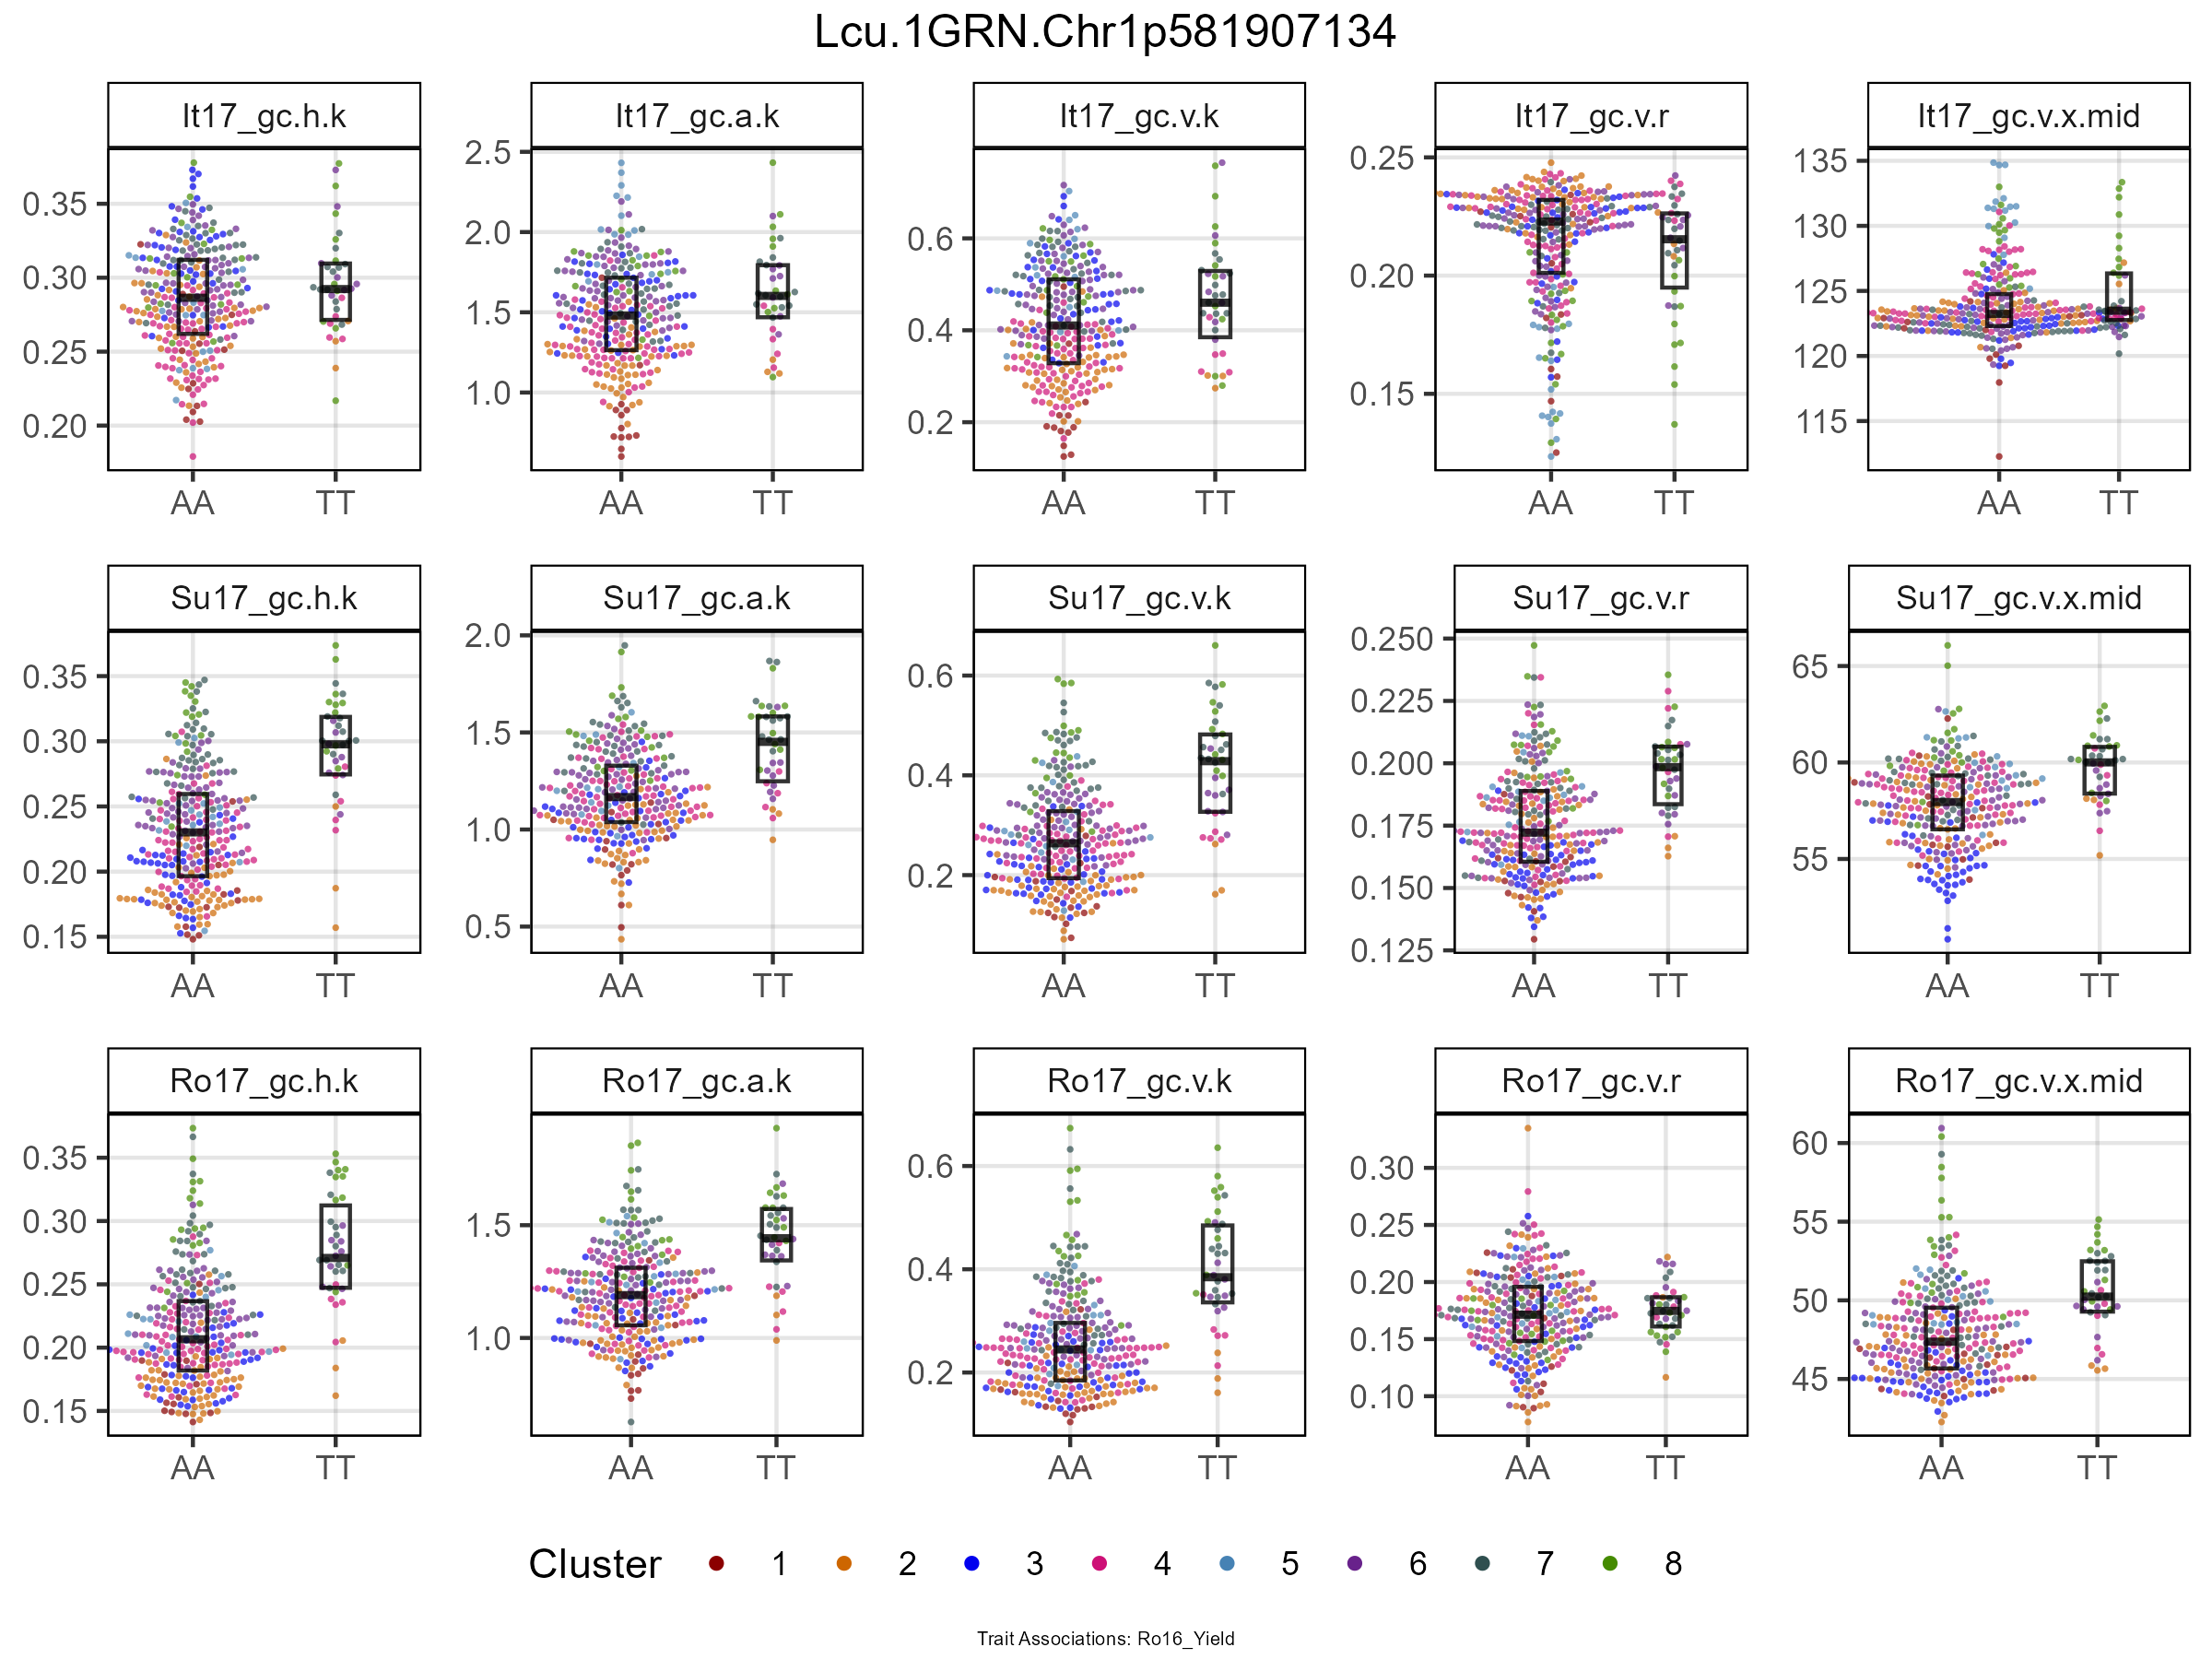 Lcu.1GRN.Chr1p581907134
It17_gc.h.k It17_gc.a.k It17_gc.v.k It17_gc.v.r It17_gc.v.x.mid
0.35 0.30 0.25 0.20
2.5 2.0 1.5 1.0
0.6 0.4 0.2
0.25 0.20 0.15
135 130 125 120 115
AA TT AA TT AA TT AA TT AA TT
Su17_gc.h.k Su17_gc.a.k Su17_gc.v.k Su17_gc.v.r Su17_gc.v.x.mid
0.35 0.30 0.25 0.20 0.15
2.0 1.5 1.0 0.5
0.6 0.4 0.2
0.250 0.225 0.200 0.175 0.150 0.125
65 60 55
AA TT AA TT AA TT AA TT AA TT
Ro17_gc.h.k Ro17_gc.a.k Ro17_gc.v.k Ro17_gc.v.r Ro17_gc.v.x.mid
0.35 0.30 0.25 0.20 0.15
1.5 1.0
0.6 0.4 0.2
0.30 0.25 0.20 0.15 0.10
60 55 50 45
AA TT AA TT AA TT AA TT AA TT
Cluster 1 2 3 4 5 6 7 8
Trait Associations: Ro16_Yield